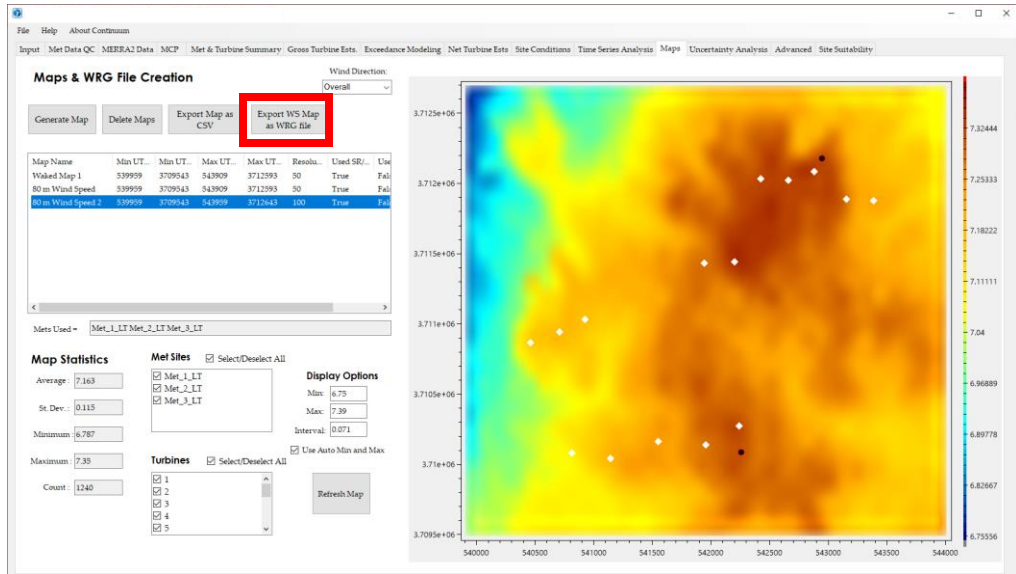 File Help About Continuum
Input Met Data QC MERRA2 Data MCP Met & Turbine Summary Gross Turbine Ests. Exceedance Modeling Net Turbine Ests Site Conditions Time Series Analysis Maps Uncertainty Analysis Advanced Site Suitability
Maps & WRG File Creation
Wind Direction:
Overall
Generate Map
Delete Maps
Export Map as
CSV
Export WS Map
as WRG file
Map Name Min UT... Min UT... Max UT... Max UT... Resolu... Used SR/... Use
Waked Map 1 539959 3709543 543909 3712593 50 True Fal
80 m Wind Speed 539959 3709543 543959 3712593 50 True Fal
80 m Wind Speed 2 539959 3709543 543959 3712643 100 True Fal
Mets Used = Met_1_LT Met_2_LT Met_3_LT
Map Statistics
Average : 7.163
St. Dev. : 0.115
Minimum : 6.787
Maximum : 7.35
Count : 1240
Met Sites Select/Deselect All
Met_1_LT
Met_2_LT
Met_3_LT
Turbines Select/Deselect All
1
2
3
4
5
Display Options
Min: 6.75
Max: 7.39
Interval: 0.071
Use Auto Min and Max
Refresh Map
3.7125e+06
3.712e+06
3.7115e+06
3.711e+06
3.7105e+06
3.71e+06
3.7095e+06
540000 540500 541000 541500 542000 542500 543000 543500 544000
7.32444
7.25333
7.18222
7.11111
7.04
6.96889
6.89778
6.82667
6.75556